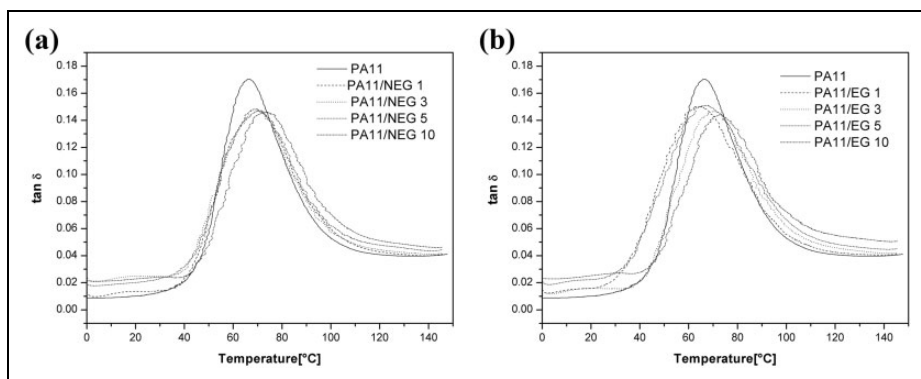 (a)
0.18
0.16
0.14
0.12
0.10
0.08
0.06
0.04
0.02
0.00
tan δ
PA11
PA11/NEG 1
PA11/NEG 3
PA11/NEG 5
PA11/NEG 10
0 20 40 60 80 100 120 140
Temperature[°C]
(b)
0.18
0.16
0.14
0.12
0.10
0.08
0.06
0.04
0.02
0.00
tan δ
PA11
PA11/EG 1
PA11/EG 3
PA11/EG 5
PA11/EG 10
0 20 40 60 80 100 120 140
Temperature[°C]